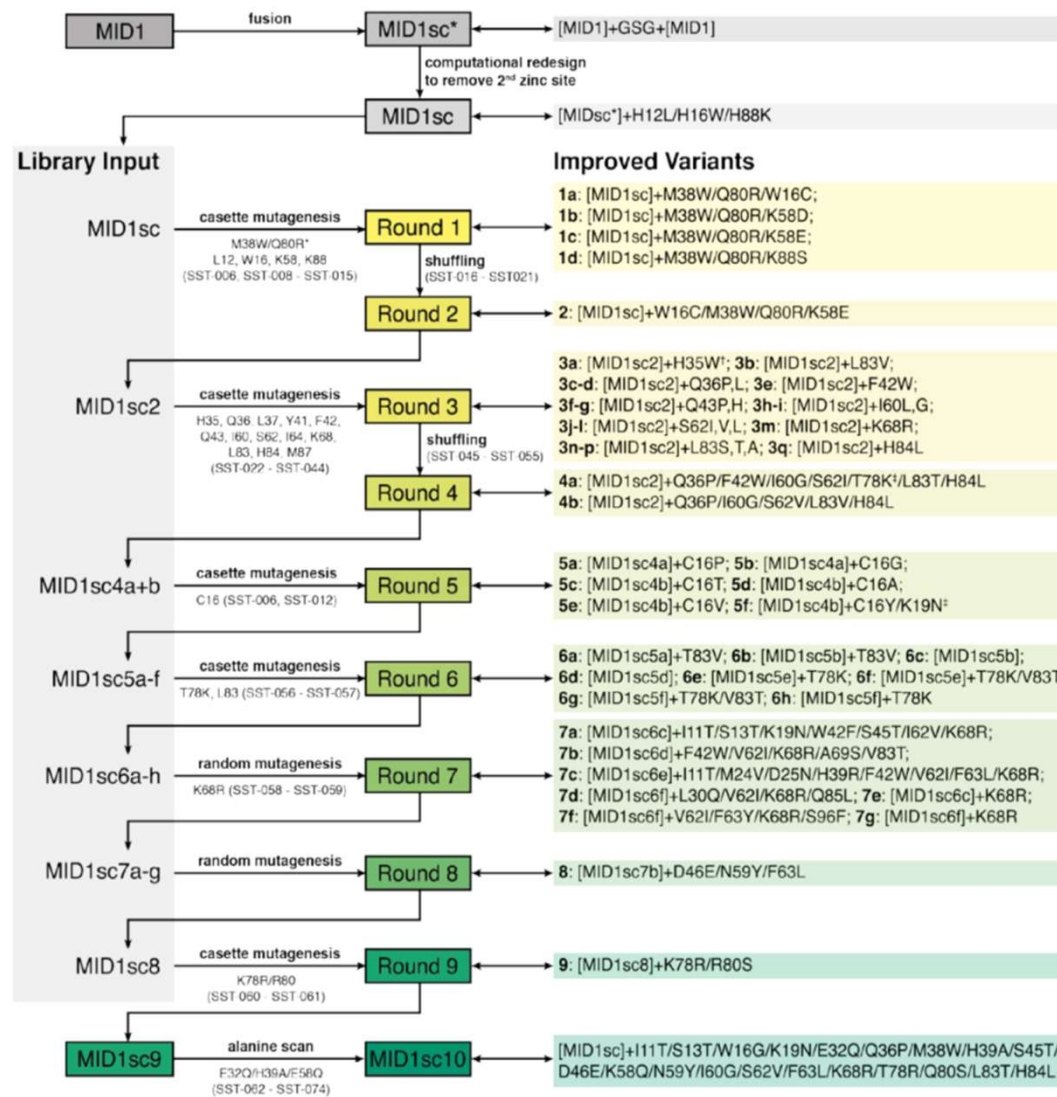 MID1
fusion
MID1sc*
[MID1]+GSG+[MID1]
computational redesign
to remove 2nd zinc site
MID1sc
[MIDsc*]+H12L/H16W/H88K
Library Input
Improved Variants
MID1sc
casette mutagenesis
M38W/Q80R*
L12, W16, K58, K88
(SST-006, SST-008 - SST-015)
Round 1
shuffling
(SST-016 - SST021)
1a: [MID1sc]+M38W/Q80R/W16C;
1b: [MID1sc]+M38W/Q80R/K58D;
1c: [MID1sc]+M38W/Q80R/K58E;
1d: [MID1sc]+M38W/Q80R/K88S
Round 2
2: [MID1sc]+W16C/M38W/Q80R/K58E
MID1sc2
casette mutagenesis
H35, Q36, L37, Y41, F42,
Q43, I60, S62, I64, K68,
L83, H84, M87
(SST-022 - SST-044)
Round 3
shuffling
(SST-045 - SST-055)
3a: [MID1sc2]+H35W†; 3b: [MID1sc2]+L83V;
3c-d: [MID1sc2]+Q36P,L; 3e: [MID1sc2]+F42W;
3f-g: [MID1sc2]+Q43P,H; 3h-i: [MID1sc2]+I60L,G;
3j-l: [MID1sc2]+S62I,V,L; 3m: [MID1sc2]+K68R;
3n-p: [MID1sc2]+L83S,T,A; 3q: [MID1sc2]+H84L
Round 4
4a: [MID1sc2]+Q36P/F42W/I60G/S62I/T78K‡/L83T/H84L
4b: [MID1sc2]+Q36P/I60G/S62V/L83V/H84L
MID1sc4a+b
casette mutagenesis
C16 (SST-006, SST-012)
Round 5
5a: [MID1sc4a]+C16P; 5b: [MID1sc4a]+C16G;
5c: [MID1sc4b]+C16T; 5d: [MID1sc4b]+C16A;
5e: [MID1sc4b]+C16V; 5f: [MID1sc4b]+C16Y/K19N‡
MID1sc5a-f
casette mutagenesis
T78K, L83 (SST-056 - SST-057)
Round 6
6a: [MID1sc5a]+T83V; 6b: [MID1sc5b]+T83V; 6c: [MID1sc5b];
6d: [MID1sc5d]; 6e: [MID1sc5e]+T78K; 6f: [MID1sc5e]+T78K/V83T
6g: [MID1sc5f]+T78K/V83T; 6h: [MID1sc5f]+T78K
MID1sc6a-h
random mutagenesis
K68R (SST-058 - SST-059)
Round 7
7a: [MID1sc6c]+I11T/S13T/K19N/W42F/S45T/I62V/K68R;
7b: [MID1sc6d]+F42W/V62I/K68R/A69S/V83T;
7c: [MID1sc6e]+I11T/M24V/D25N/H39R/F42W/V62I/F63L/K68R;
7d: [MID1sc6f]+L30Q/V62I/K68R/Q85L; 7e: [MID1sc6c]+K68R;
7f: [MID1sc6f]+V62I/F63Y/K68R/S96F; 7g: [MID1sc6f]+K68R
MID1sc7a-g
random mutagenesis
Round 8
8: [MID1sc7b]+D46E/N59Y/F63L
MID1sc8
casette mutagenesis
K78R/R80
(SST-060 - SST-061)
Round 9
9: [MID1sc8]+K78R/R80S
MID1sc9
alanine scan
E32Q/H39A/E58Q
(SST-062 - SST-074)
MID1sc10
[MID1sc]+I11T/S13T/W16G/K19N/E32Q/Q36P/M38W/H39A/S45T/
D46E/K58Q/N59Y/I60G/S62V/F63L/K68R/T78R/Q80S/L83T/H84L